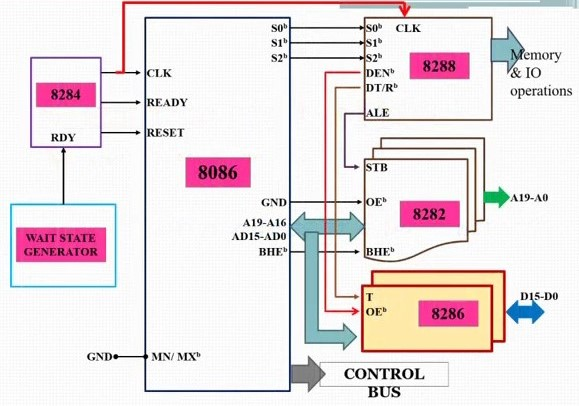 S0ᵇ
S0ᵇ CLK
S1ᵇ
S1ᵇ
S2ᵇ
S2ᵇ
8288
Memory
& IO
operations
CLK
DENᵇ
8284
DT/Rᵇ
READY
ALE
RDY
RESET
8086
STB
GND
OEᵇ
A19-A0
8282
A19-A16
AD15-AD0
BHEᵇ
BHEᵇ
WAIT STATE
GENERATOR
T
D15-D0
OEᵇ
8286
GND
MN/ MXᵇ
CONTROL
BUS